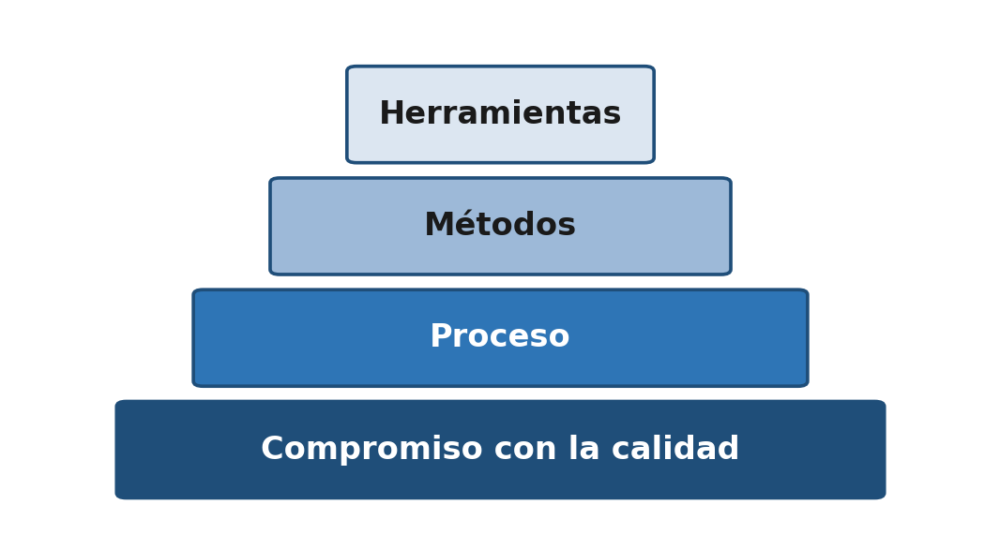 Herramientas
Métodos
Proceso
Compromiso con la calidad